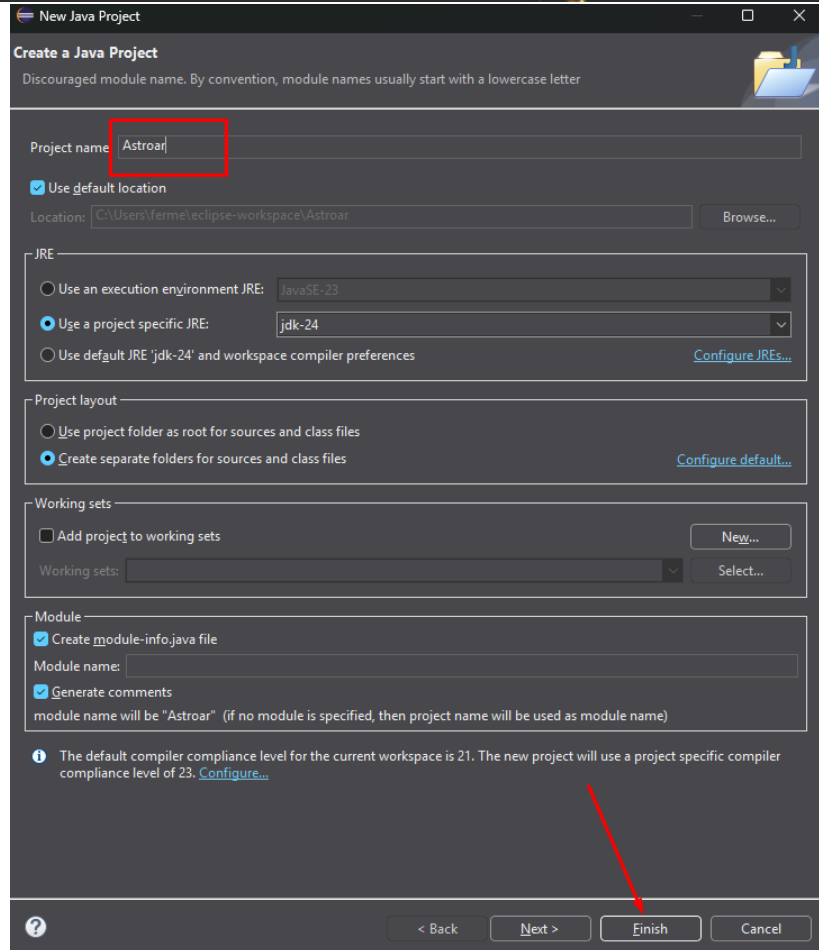 New Java Project
Create a Java Project
Discouraged module name. By convention, module names usually start with a lowercase letter
Project name: Astroar
Use default location
Location: C:\Users\ferme\eclipse-workspace\Astroar Browse...
JRE
Use an execution environment JRE: JavaSE-23
Use a project specific JRE: jdk-24
Use default JRE 'jdk-24' and workspace compiler preferences Configure JREs...
Project layout
Use project folder as root for sources and class files
Create separate folders for sources and class files Configure default...
Working sets
Add project to working sets New...
Working sets: Select...
Module
Create module-info.java file
Module name:
Generate comments
module name will be "Astroar" (if no module is specified, then project name will be used as module name)
The default compiler compliance level for the current workspace is 21. The new project will use a project specific compiler
compliance level of 23. Configure...
? < Back Next > Finish Cancel